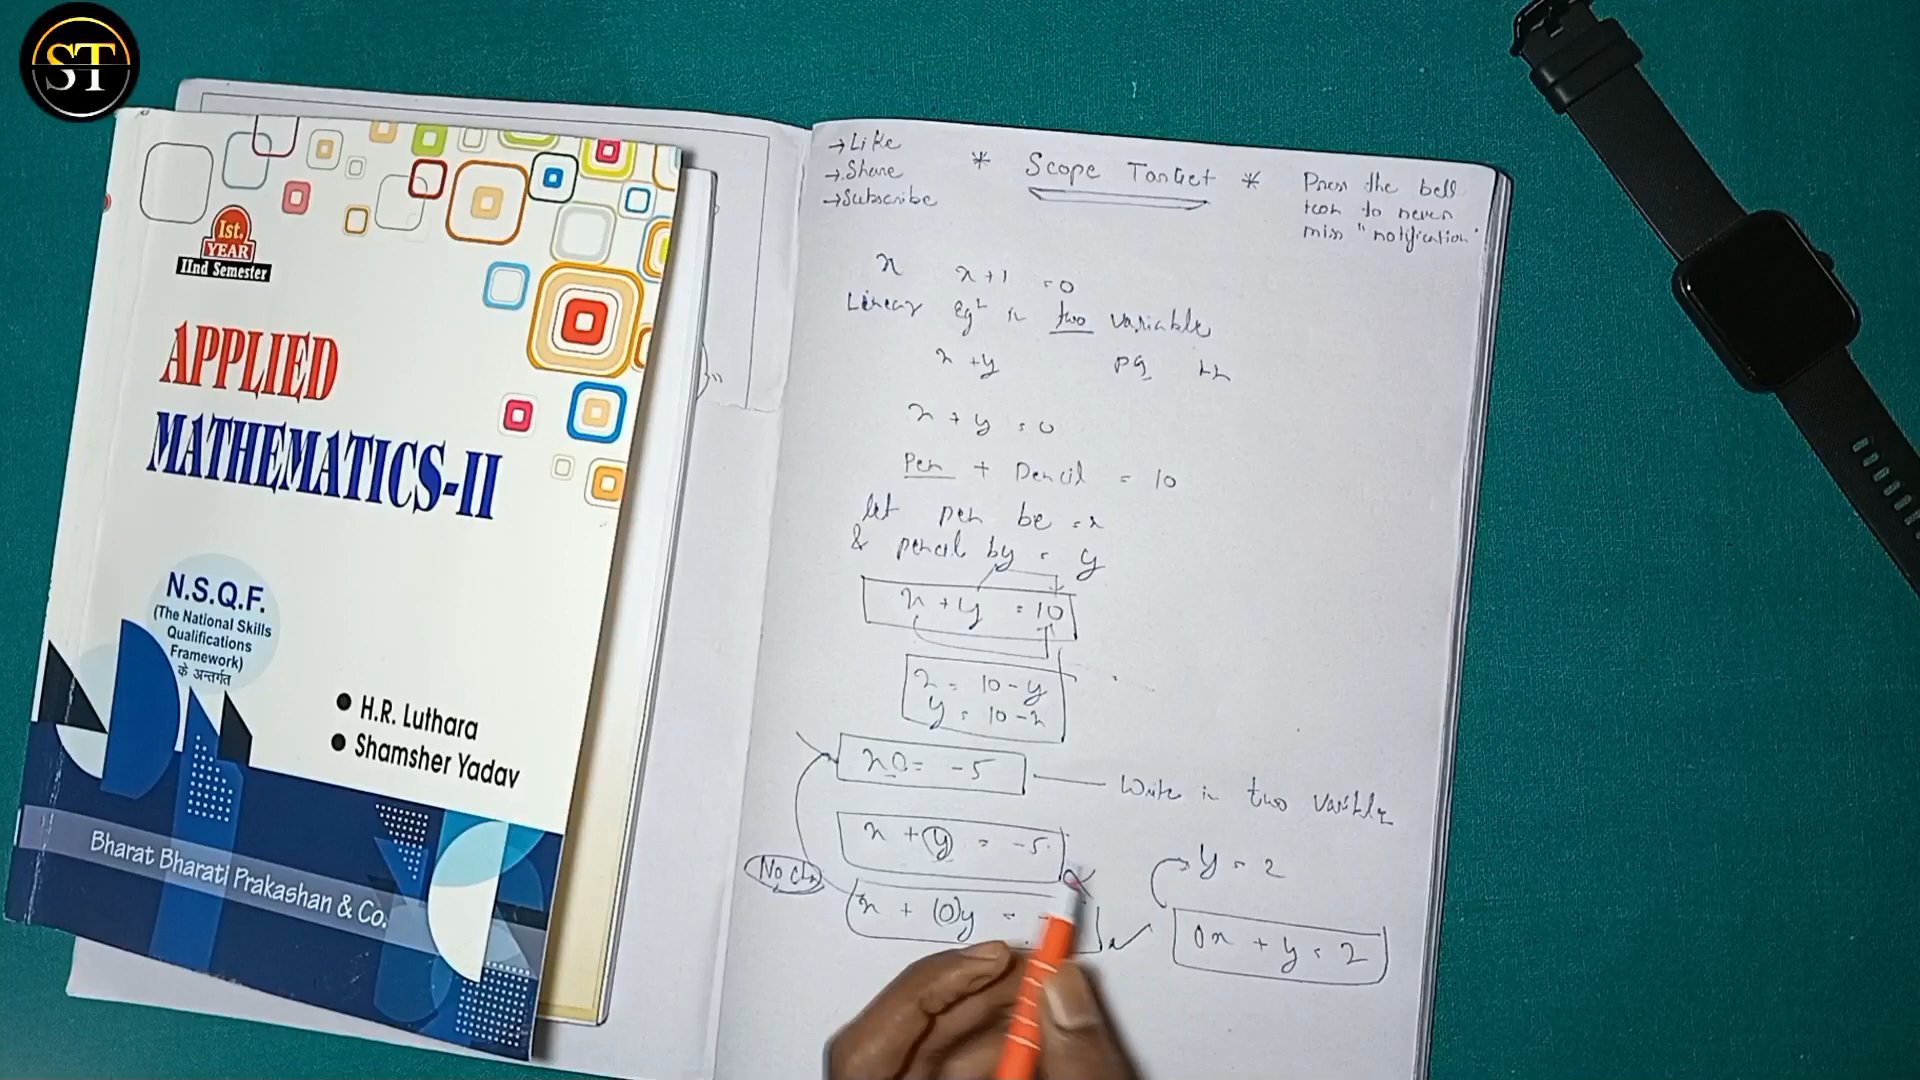 ST
1st.
YEAR
IInd Semester
APPLIED
MATHEMATICS-II
N.S.Q.F.
(The National Skills
Qualifications
Framework)
के अन्तर्गत
● H.R. Luthara
● Shamsher Yadav
Bharat Bharati Prakashan & Co.
→Like
→Share
→Subscribe
* Scope Target *
Press the bell
icon to never
miss "notification"
x x+1 =0
Linear Eqn in two variable
x + y
x + y = 0
Pen + Pencil = 10
let pen be = x
& pencil by = y
x + y = 10
x = 10 - y
y = 10 - x
= -5 Write in two variable
x + y = -5
x + (0)y =
y = 2
0x + y = 2